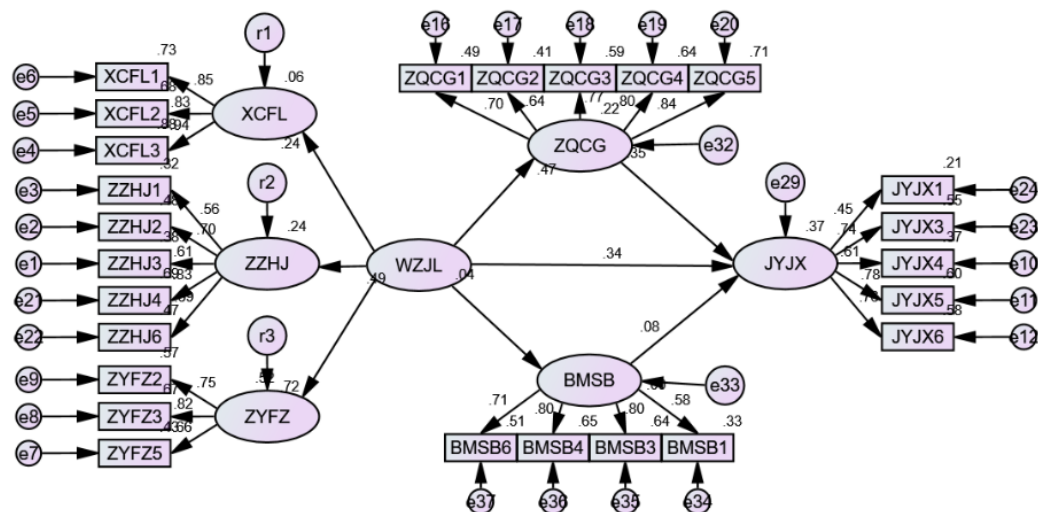 e16 e17 e18 e19 e20
.49 .41 .59 .64 .71
ZQCG1 ZQCG2 ZQCG3 ZQCG4 ZQCG5
.70 .64 .77 .80 .84
.22
ZQCG
e32
.35
.47
r1
.73
.06
e6 XCFL1 .85
e5 XCFL2 .83
e4 XCFL3 .94
XCFL
.24
.32
r2
e3 ZZHJ1 .56
e2 ZZHJ2 .70
e1 ZZHJ3 .61
e21 ZZHJ4 .83
e22 ZZHJ6
.47
.24
ZZHJ
.49
WZJL
.04
.34
r3
.57
.72
e9 ZYFZ2 .75
e8 ZYFZ3 .82
e7 ZYFZ5 .66
ZYFZ
e29
.37
JYJX
.21
.45 JYJX1 e24
.74 JYJX3 e23
.55
.61 JYJX4 e10
.37
.78 JYJX5 e11
.60
JYJX6 e12
.58
.08
BMSB
e33
.71 .80 .80 .58
.51 .65 .64 .33
BMSB6 BMSB4 BMSB3 BMSB1
e37 e36 e35 e34